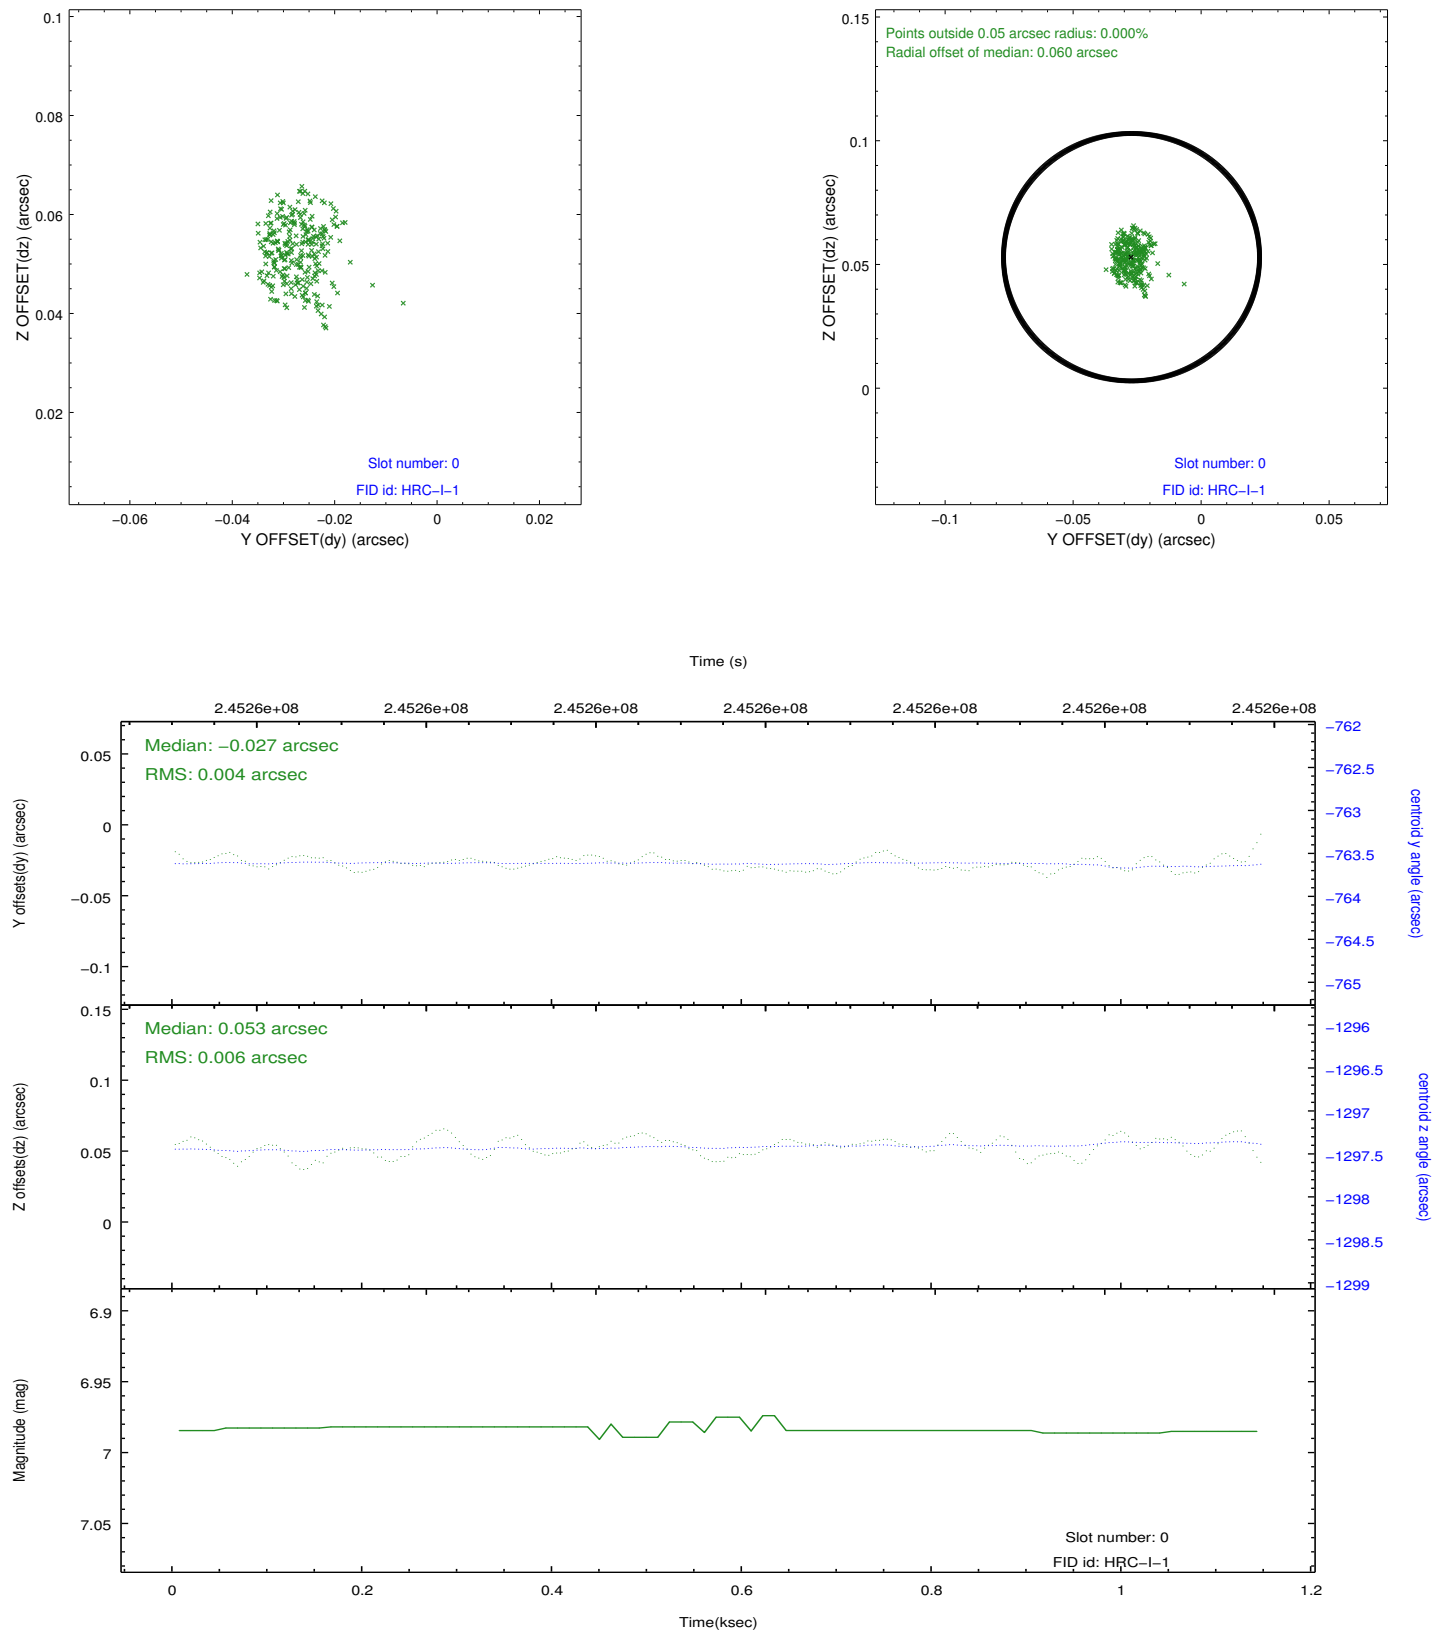 0.1
0.08
0.06
0.04
0.02
Z OFFSET(dz) (arcsec)
Slot number: 0
FID id: HRC−I−1
−0.06 −0.04 −0.02 0 0.02
Y OFFSET(dy) (arcsec)
0.15
0.1
0.05
0
Z OFFSET(dz) (arcsec)
Points outside 0.05 arcsec radius: 0.000%
Radial offset of median: 0.060 arcsec
Slot number: 0
FID id: HRC−I−1
−0.1 −0.05 0 0.05
Y OFFSET(dy) (arcsec)
Time (s)
2.4526e+08 2.4526e+08 2.4526e+08 2.4526e+08 2.4526e+08 2.4526e+08 2.4526e+08
Median: −0.027 arcsec
RMS: 0.004 arcsec
0.05
0
−0.05
−0.1
Y offsets(dy) (arcsec)
−762
−762.5
−763
−763.5
−764
−764.5
−765
centroid y angle (arcsec)
Median: 0.053 arcsec
RMS: 0.006 arcsec
0.15
0.1
0.05
0
Z offsets(dz) (arcsec)
−1296
−1296.5
−1297
−1297.5
−1298
−1298.5
−1299
centroid z angle (arcsec)
6.9
6.95
7
7.05
Magnitude (mag)
Slot number: 0
FID id: HRC−I−1
0 0.2 0.4 0.6 0.8 1 1.2
Time(ksec)